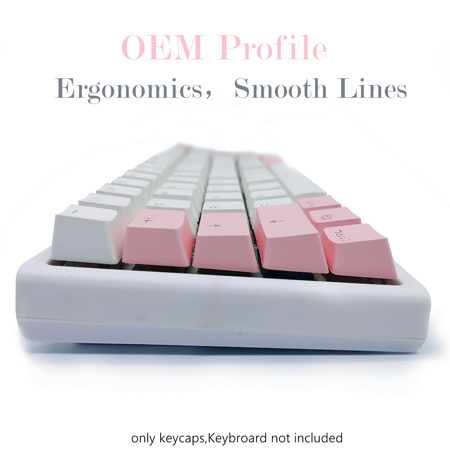 OEM Profile
Ergonomics，Smooth Lines
only keycaps,Keybroard not included